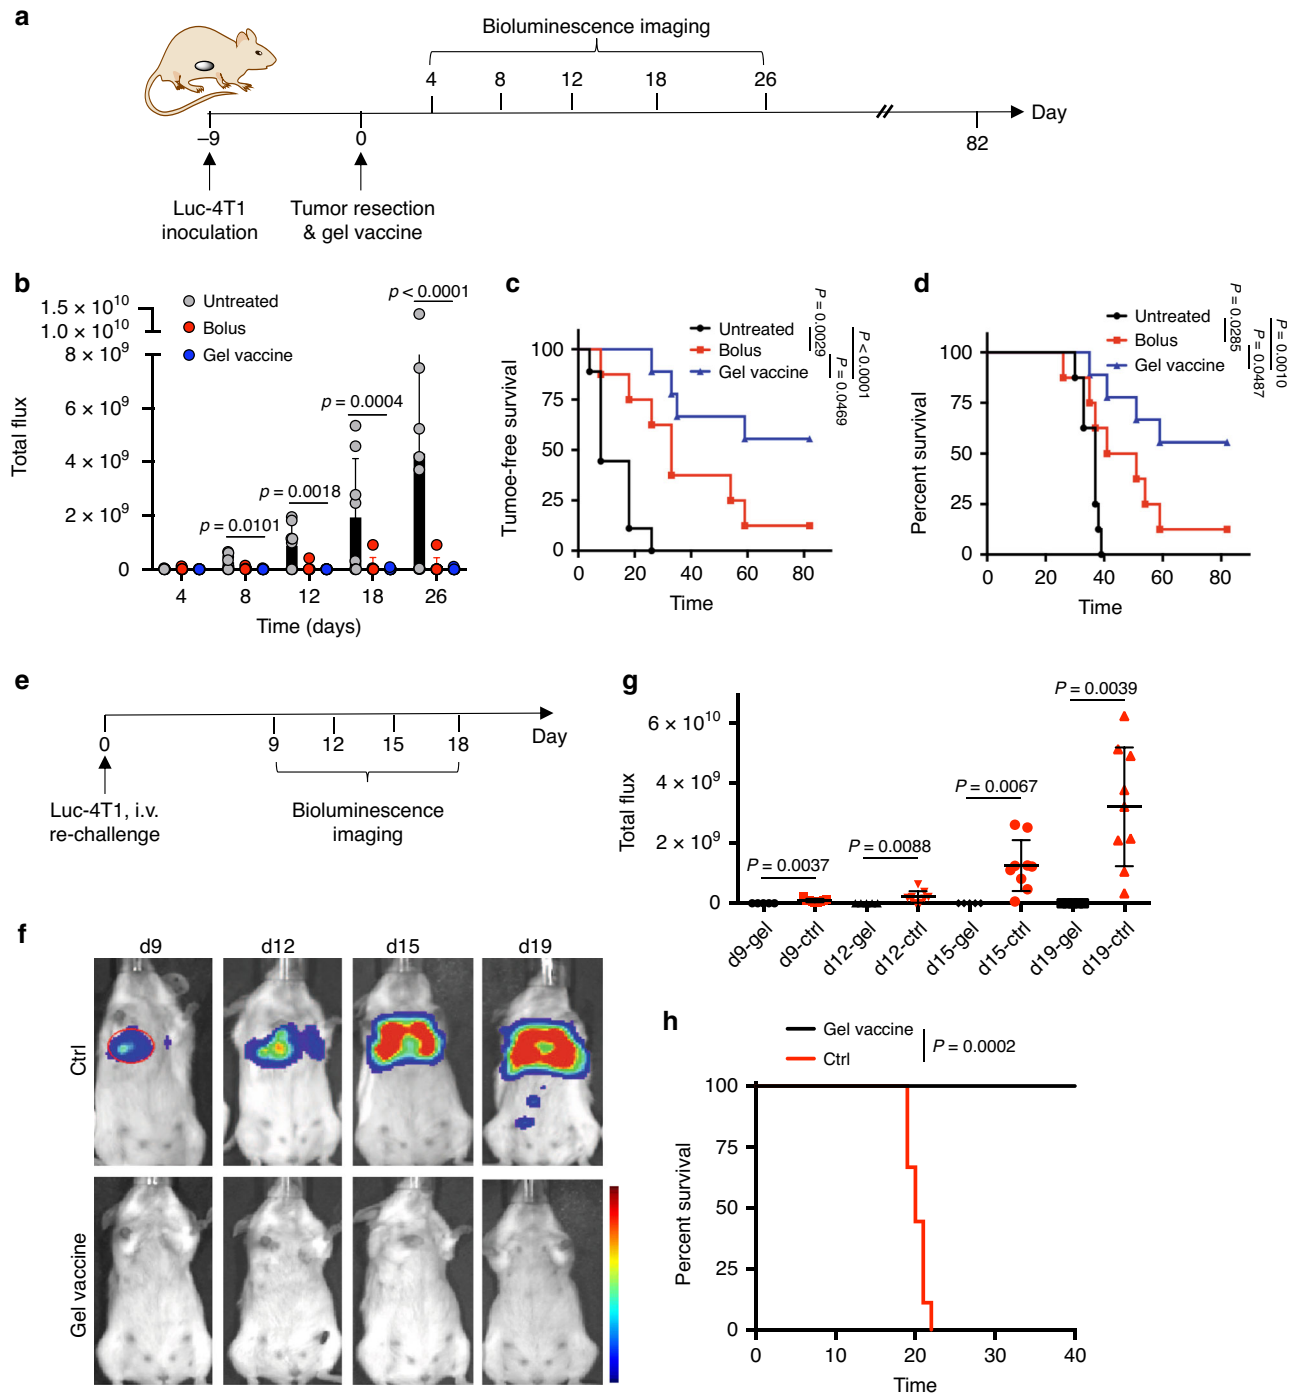 a
Bioluminescence imaging
4 8 12 18 26
Day
–9 0 82
Luc-4T1
inoculation
Tumor resection
& gel vaccine
b
Total flux
1.5 × 10¹⁰
1.0 × 10¹⁰
8 × 10⁹
6 × 10⁹
4 × 10⁹
2 × 10⁹
0
Untreated
Bolus
Gel vaccine
p = 0.0101
p = 0.0018
p = 0.0004
p < 0.0001
4 8 12 18 26
Time (days)
c
Untreated
Bolus
Gel vaccine
P = 0.0029
P = 0.0469
P < 0.0001
Tumoe-free survival
100
75
50
25
0
0 20 40 60 80
Time
d
Untreated
Bolus
Gel vaccine
P = 0.0285
P = 0.0487
P = 0.0010
Percent survival
100
75
50
25
0
0 20 40 60 80
Time
e
0 9 12 15 18
Day
Luc-4T1, i.v.
re-challenge
Bioluminescence
imaging
g
Total flux
6 × 10¹⁰
4 × 10⁹
2 × 10⁹
0
P = 0.0037
P = 0.0088
P = 0.0067
P = 0.0039
d9-gel
d9-ctrl
d12-gel
d12-ctrl
d15-gel
d15-ctrl
d19-gel
d19-ctrl
f
d9 d12 d15 d19
Ctrl
Gel vaccine
h
Gel vaccine
Ctrl
P = 0.0002
Percent survival
100
75
50
25
0
0 10 20 30 40
Time